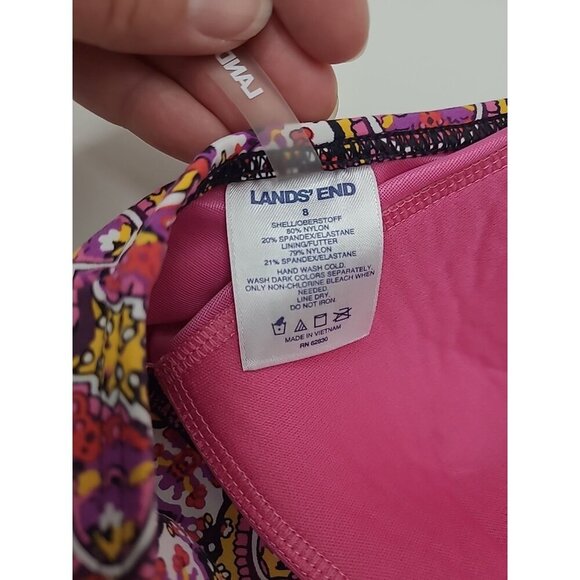 LAND
LANDS' END
8
SHELL/OBERSTOFF
80% NYLON
20% SPANDEX/ELASTANE
LINING/FUTTER
79% NYLON
21% SPANDEX/ELASTANE
HAND WASH COLD.
WASH DARK COLORS SEPARATELY.
ONLY NON-CHLORINE BLEACH WHEN
NEEDED.
LINE DRY.
DO NOT IRON.
MADE IN VIETNAM
RN 62830